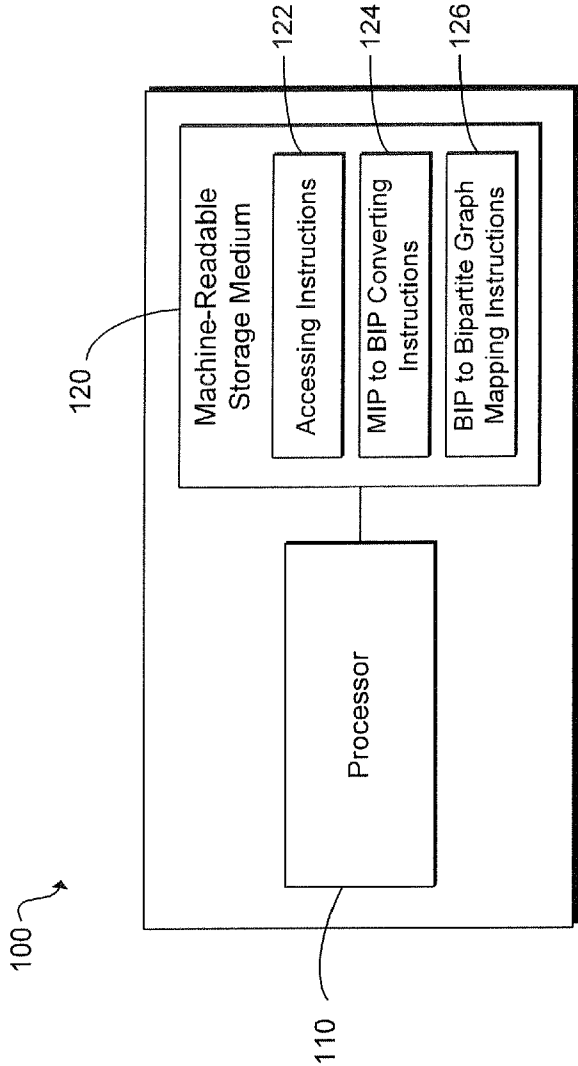 100
120
Machine-Readable
Storage Medium
Accessing Instructions
122
MIP to BIP Converting
Instructions
124
BIP to Bipartite Graph
Mapping Instructions
126
Processor
110